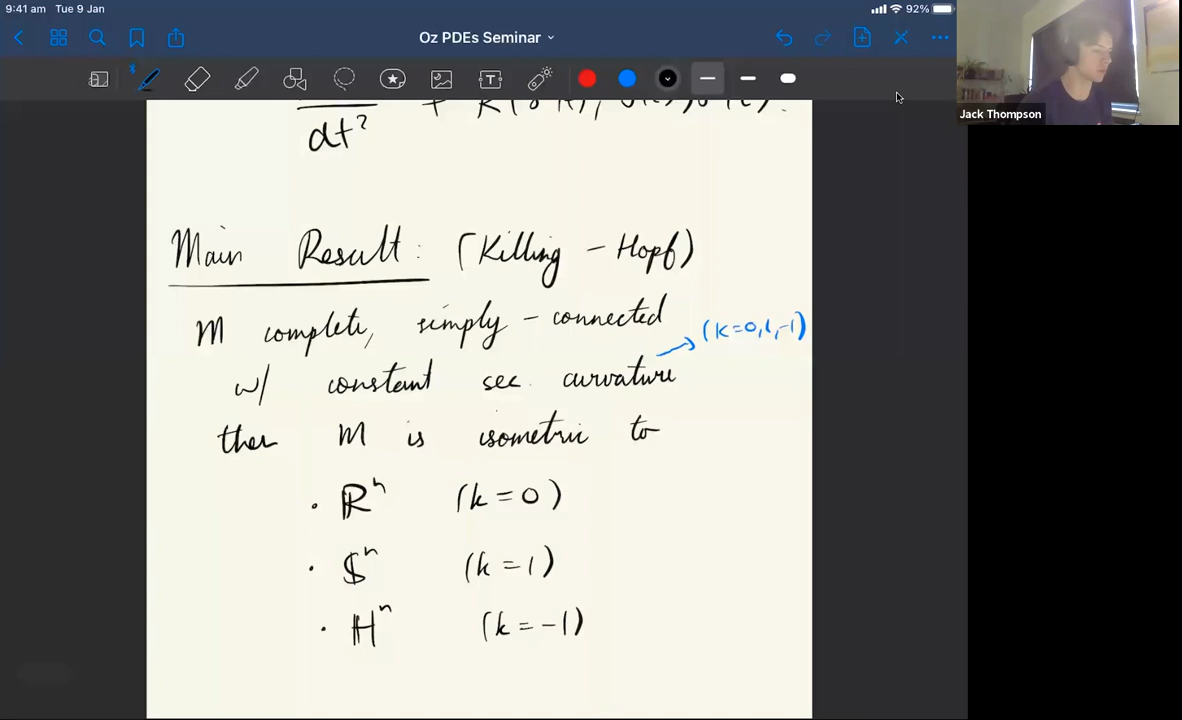 9:41 am Tue 9 Jan
92%
Oz PDEs Seminar
Jack Thompson
dt²
Main Result: (Killing - Hopf)
M complete, simply - connected
(k=0,1,-1)
w/ constant sec. curvature
then M is isometric to
· ℝⁿ (k=0)
· 𝕊ⁿ (k=1)
· ℍⁿ (k=-1)